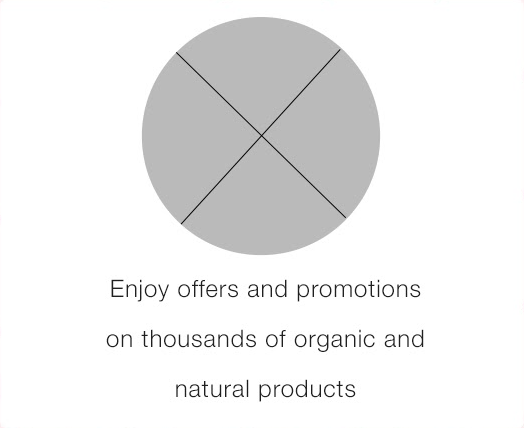 Enjoy offers and promotions
on thousands of organic and
natural products